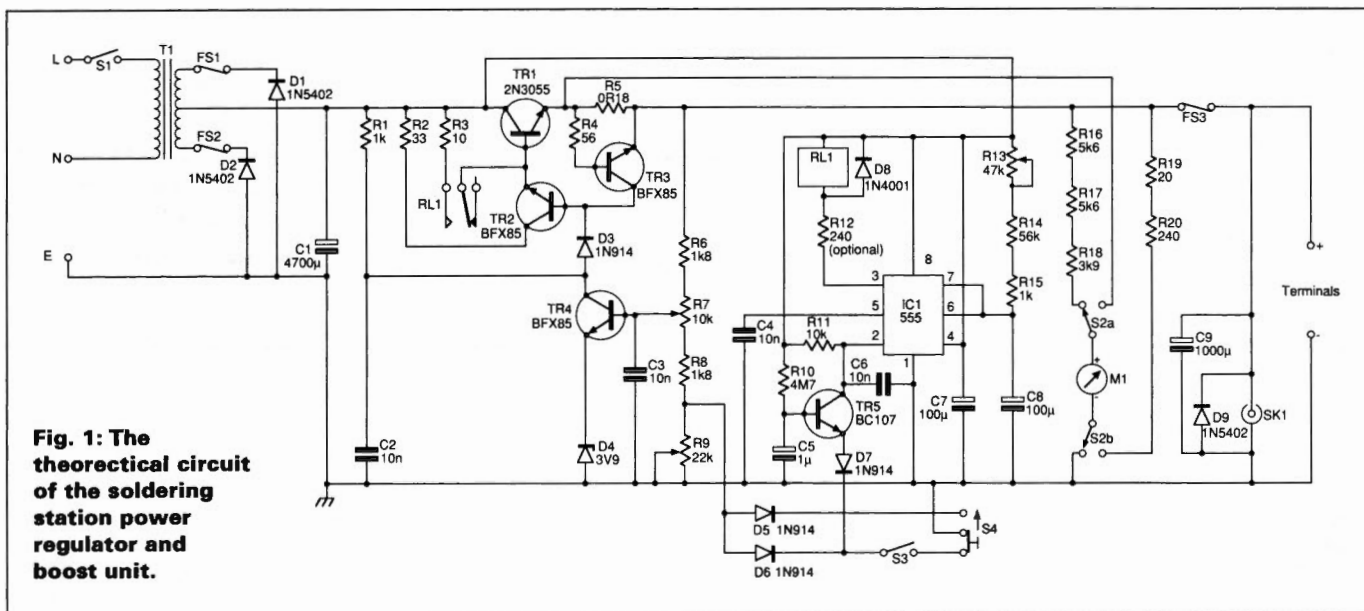 L
S1
T1
FS1
D1
1N5402
FS2
D2
1N5402
N
E
C1
4700μ
R1
1k
R2
33
R3
10
TR1
2N3055
R5
0R18
R4
56
TR3
BFX85
RL1
TR2
BFX85
D3
1N914
TR4
BFX85
R6
1k8
R7
10k
R8
1k8
C3
10n
C2
10n
D4
3V9
R9
22k
RL1
D8
1N4001
R12
240
(optional)
R13
47k
R14
56k
R15
1k
3
8
7
5
IC1
555
6
2
4
1
C4
10n
R11
10k
R10
4M7
C6
10n
TR5
BC107
C5
1μ
D7
1N914
C7
100μ
C8
100μ
D5 1N914
D6 1N914
S3
S4
R16
5k6
R17
5k6
R18
3k9
R19
20
R20
240
FS3
S2a
+
M1
-
S2b
C9
1000μ
D9
1N5402
SK1
+
Terminals
-
Fig. 1: The
theorectical circuit
of the soldering
station power
regulator and
boost unit.